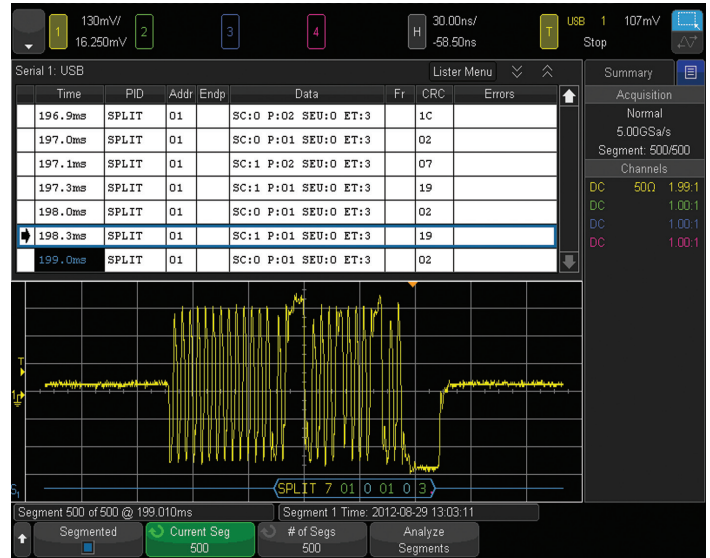 1 130mV/ 16.250mV 2 3 4 H 30.00ns/ -58.50ns T USB 1 107mV Stop
Serial 1: USB Lister Menu
Time PID Addr Endp Data Fr CRC Errors
196.9ms SPLIT 01 SC:0 P:02 SEU:0 ET:3 1C
197.0ms SPLIT 01 SC:0 P:01 SEU:0 ET:3 02
197.1ms SPLIT 01 SC:1 P:02 SEU:0 ET:3 07
197.3ms SPLIT 01 SC:1 P:01 SEU:0 ET:3 19
198.0ms SPLIT 01 SC:0 P:01 SEU:0 ET:3 02
198.3ms SPLIT 01 SC:1 P:01 SEU:0 ET:3 19
199.0ms SPLIT 01 SC:0 P:01 SEU:0 ET:3 02
Summary
Acquisition
Normal
5.00GSa/s
Segment: 500/500
Channels
DC 50Ω 1.99:1
DC 1.00:1
DC 1.00:1
DC 1.00:1
T
1
S1 SPLIT 7 01 0 01 0 3
Segment 500 of 500 @ 199.010ms Segment 1 Time: 2012-08-29 13:03:11
Segmented
Current Seg
500
# of Segs
500
Analyze
Segments